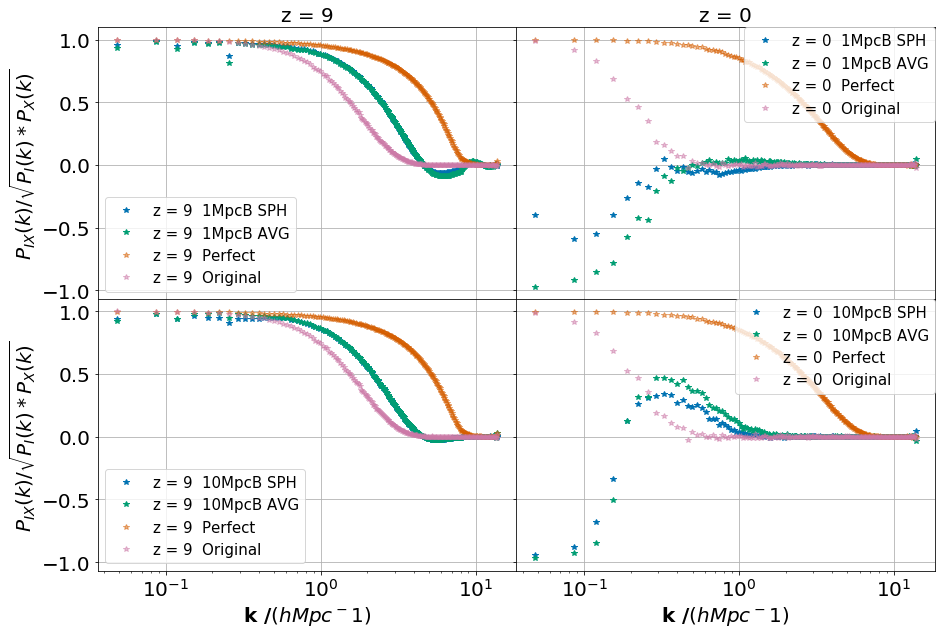 z = 9
z = 0
1.0
0.5
0.0
−0.5
−1.0
P_{IX}(k)/√P_I(k) * P_X(k)
z = 9 1MpcB SPH
z = 9 1MpcB AVG
z = 9 Perfect
z = 9 Original
z = 0 1MpcB SPH
z = 0 1MpcB AVG
z = 0 Perfect
z = 0 Original
1.0
0.5
0.0
−0.5
−1.0
P_{IX}(k)/√P_I(k) * P_X(k)
z = 9 10MpcB SPH
z = 9 10MpcB AVG
z = 9 Perfect
z = 9 Original
z = 0 10MpcB SPH
z = 0 10MpcB AVG
z = 0 Perfect
z = 0 Original
10⁻¹ 10⁰ 10¹
10⁻¹ 10⁰ 10¹
k /(hMpc⁻1)
k /(hMpc⁻1)